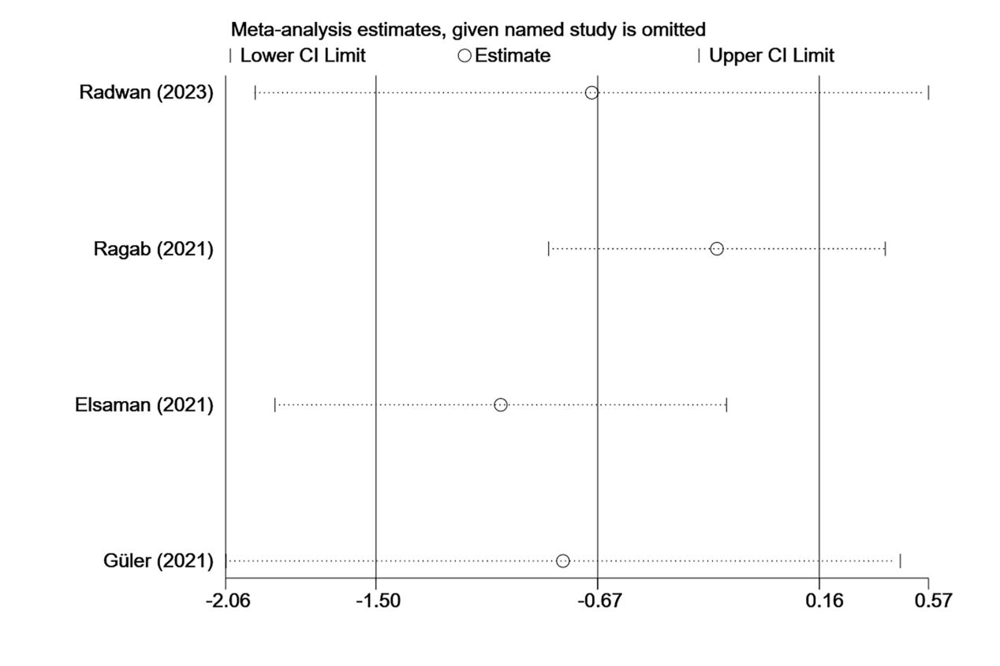 Meta-analysis estimates, given named study is omitted
| Lower CI Limit ○ Estimate | Upper CI Limit
Radwan (2023)
Ragab (2021)
Elsaman (2021)
Güler (2021)
-2.06 -1.50 -0.67 0.16 0.57